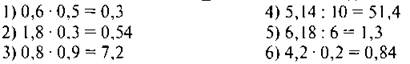 1) 0,6 · 0,5 = 0,3
2) 1,8 · 0,3 = 0,54
3) 0,8 · 0,9 = 7,2
4) 5,14 : 10 = 51,4
5) 6,18 : 6 = 1,3
6) 4,2 · 0,2 = 0,84